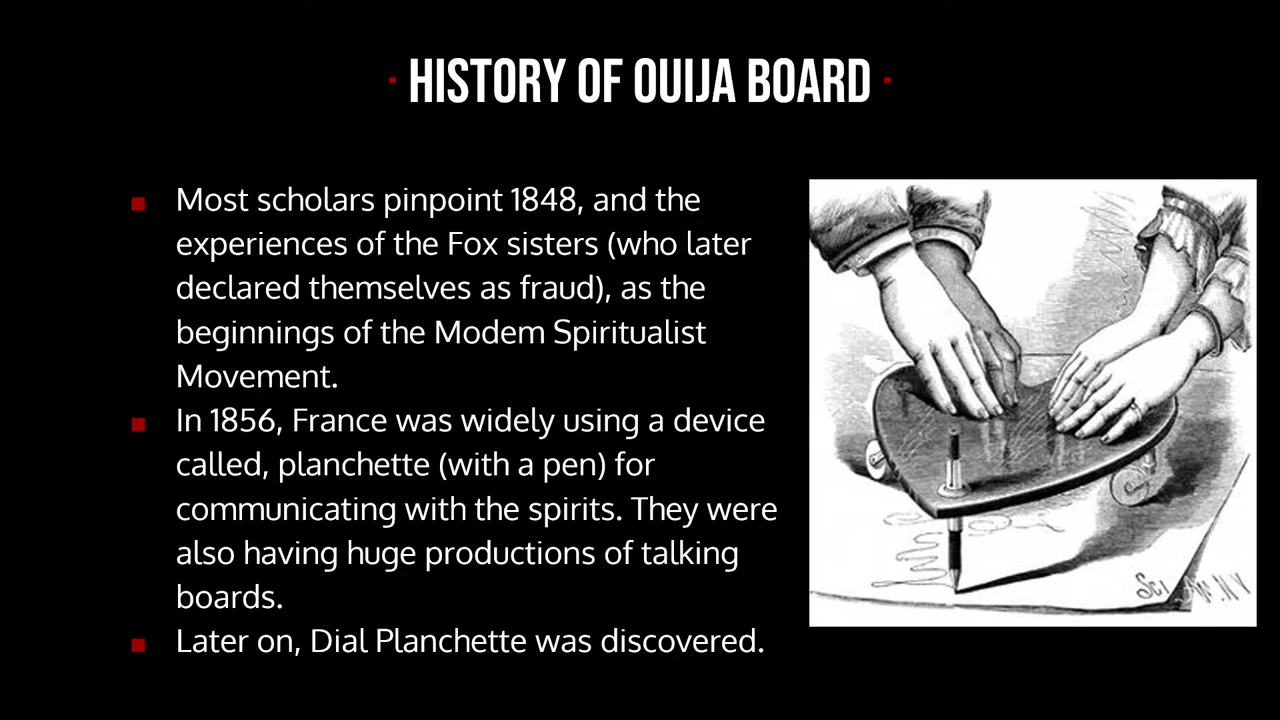 · HISTORY OF OUIJA BOARD ·
Most scholars pinpoint 1848, and the
experiences of the Fox sisters (who later
declared themselves as fraud), as the
beginnings of the Modem Spiritualist
Movement.
In 1856, France was widely using a device
called, planchette (with a pen) for
communicating with the spirits. They were
also having huge productions of talking
boards.
Later on, Dial Planchette was discovered.